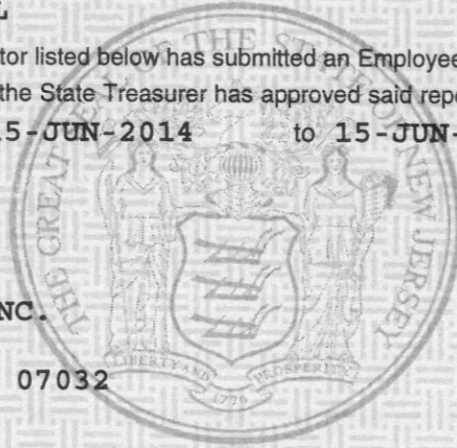 tor listed below has submitted an Employee
the State Treasurer has approved said repo
15-JUN-2014 to 15-JUN-
THE GREAT SEAL OF THE STATE OF NEW JERSEY
NC.
LIBERTY AND PROSPERITY
1776
07032